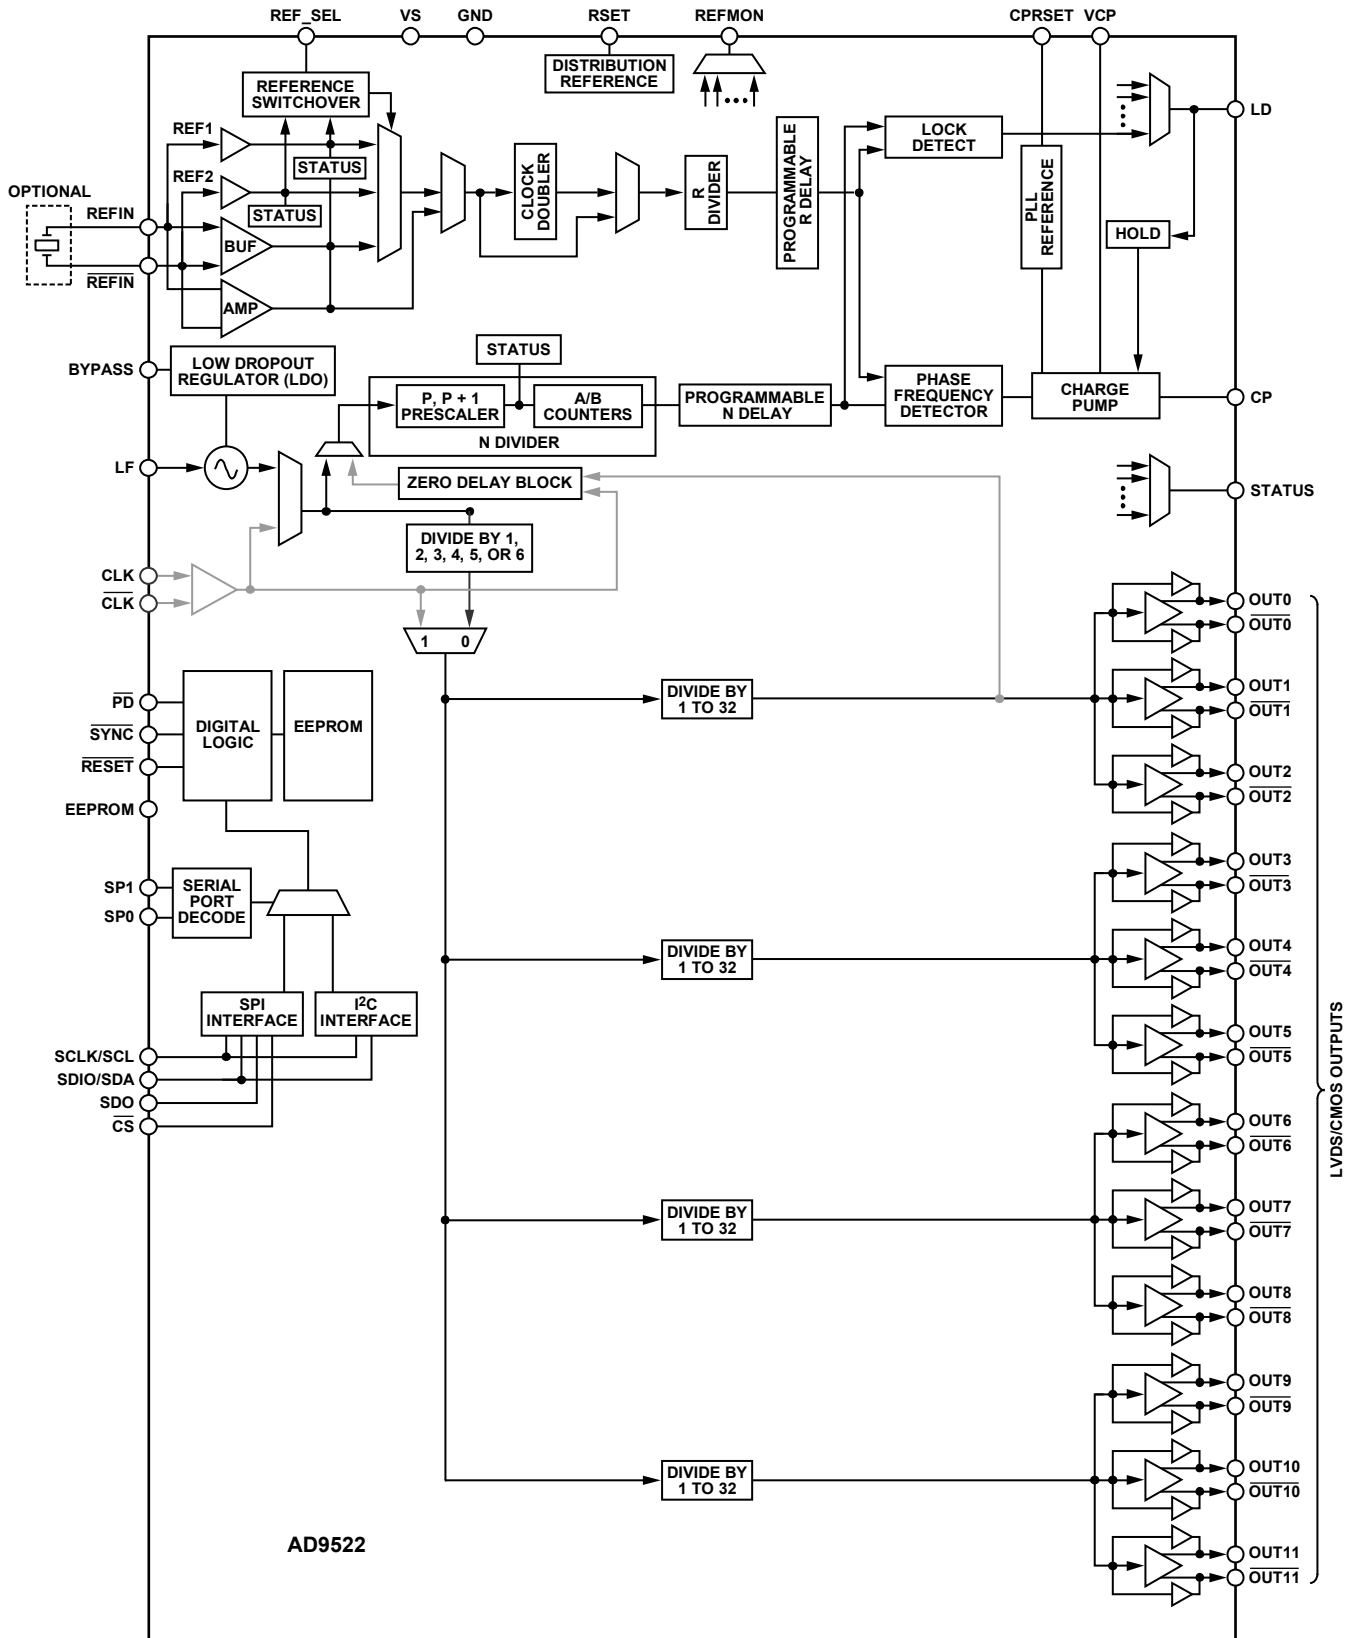 REF_SEL
VS
GND
RSET
REFMON
CPRSET
VCP
REFERENCE
SWITCHOVER
DISTRIBUTION
REFERENCE
LD
REF1
STATUS
REF2
STATUS
OPTIONAL
REFIN
REFIN
BUF
AMP
CLOCK
DOUBLER
R
DIVIDER
PROGRAMMABLE
R DELAY
LOCK
DETECT
PLL
REFERENCE
HOLD
BYPASS
LOW DROPOUT
REGULATOR (LDO)
STATUS
P, P + 1
PRESCALER
A/B
COUNTERS
N DIVIDER
PROGRAMMABLE
N DELAY
PHASE
FREQUENCY
DETECTOR
CHARGE
PUMP
CP
LF
ZERO DELAY BLOCK
STATUS
DIVIDE BY 1,
2, 3, 4, 5, OR 6
CLK
CLK
1 0
PD
SYNC
RESET
EEPROM
DIGITAL
LOGIC
EEPROM
DIVIDE BY
1 TO 32
OUT0
OUT0
OUT1
OUT1
OUT2
OUT2
SP1
SP0
SERIAL
PORT
DECODE
DIVIDE BY
1 TO 32
OUT3
OUT3
OUT4
OUT4
OUT5
OUT5
SPI
INTERFACE
I2C
INTERFACE
SCLK/SCL
SDIO/SDA
SDO
CS
LVDS/CMOS OUTPUTS
DIVIDE BY
1 TO 32
OUT6
OUT6
OUT7
OUT7
OUT8
OUT8
DIVIDE BY
1 TO 32
OUT9
OUT9
OUT10
OUT10
OUT11
OUT11
AD9522